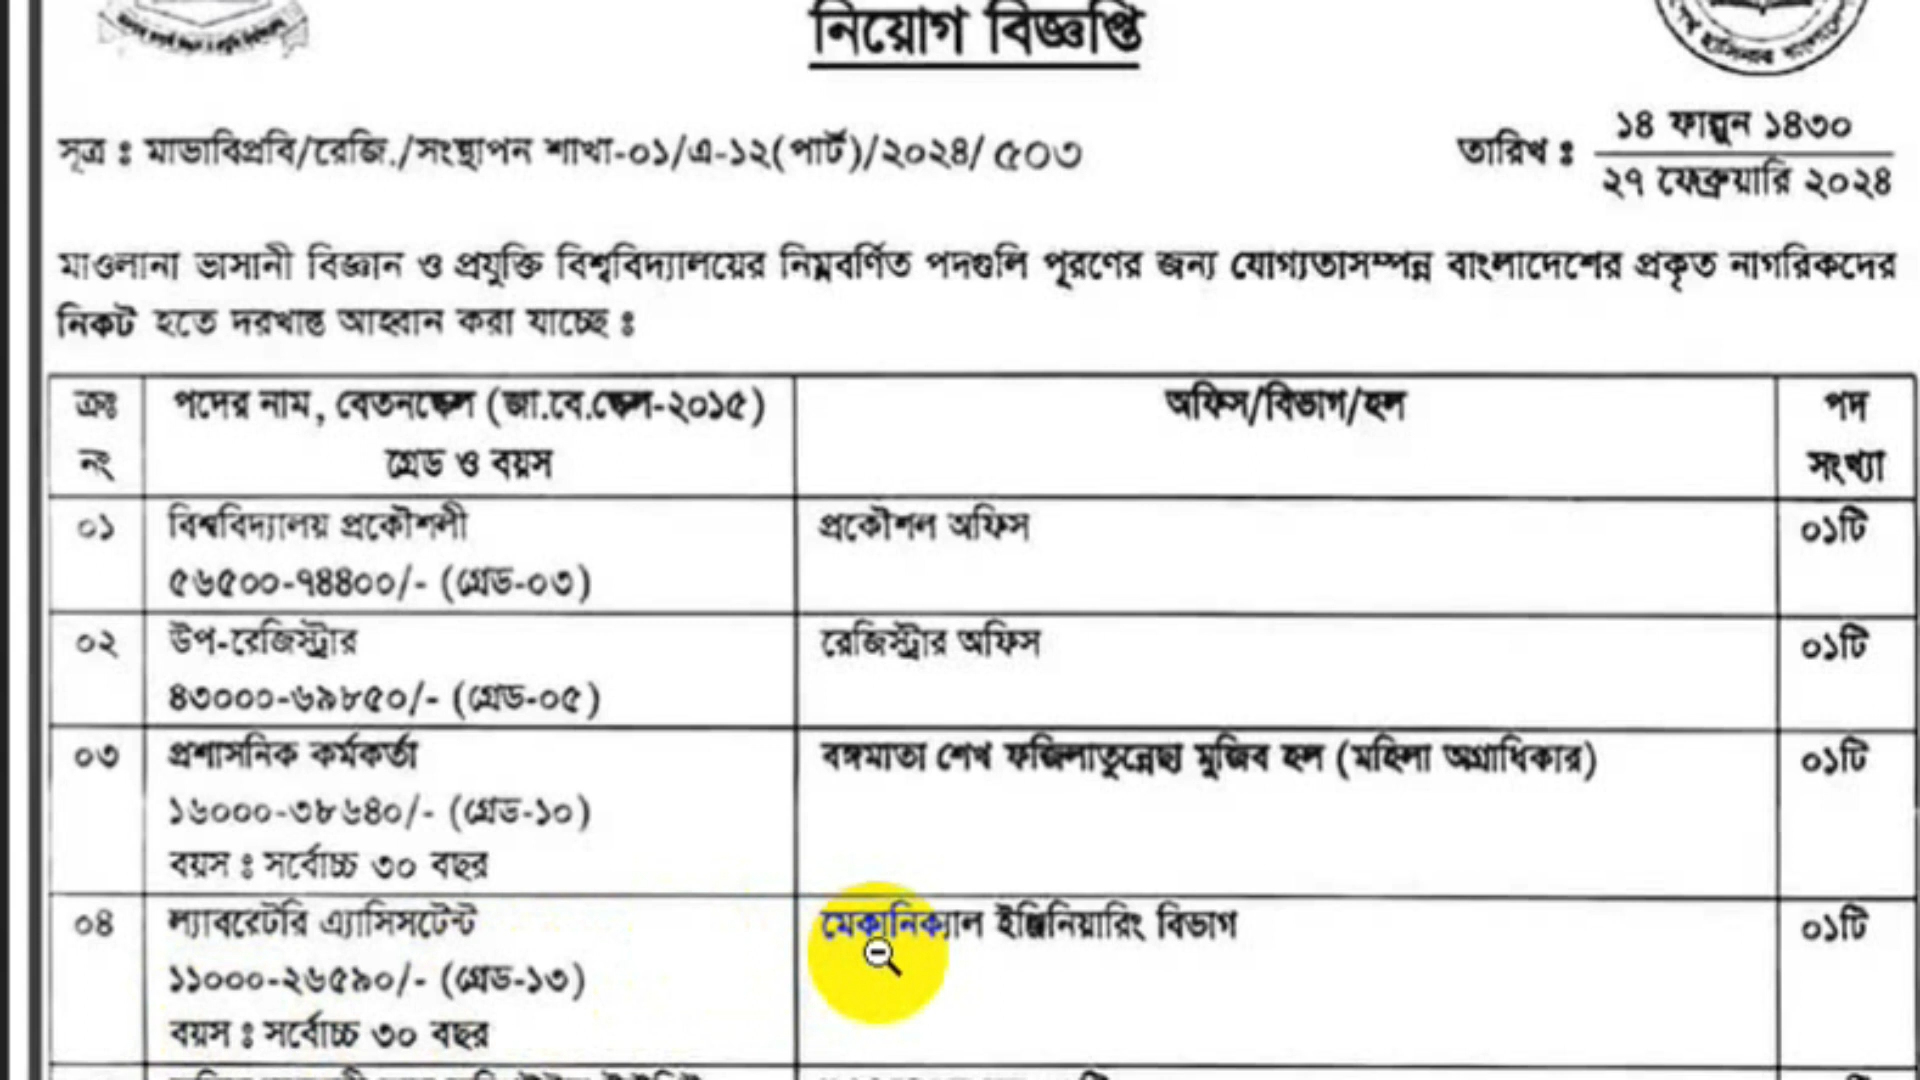 নিয়োগ বিজ্ঞপ্তি
সূত্র ঃ মাভাবিপ্রবি/রেজি./সংস্থাপন শাখা-০১/এ-১২(পার্ট)/২০২৪/ ৫০৩
তারিখ ঃ
১৪ ফাল্গুন ১৪৩০
২৭ ফেব্রুয়ারি ২০২৪
মাওলানা ভাসানী বিজ্ঞান ও প্রযুক্তি বিশ্ববিদ্যালয়ের নিম্নবর্ণিত পদগুলি পূরণের জন্য যোগ্যতাসম্পন্ন বাংলাদেশের প্রকৃত নাগরিকদের
নিকট হতে দরখাস্ত আহ্বান করা যাচ্ছে ঃ
ক্রঃ নং
পদের নাম, বেতনস্কেল (জা.বে.স্কেল-২০১৫)
গ্রেড ও বয়স
অফিস/বিভাগ/হল
পদ সংখ্যা
০১ বিশ্ববিদ্যালয় প্রকৌশলী প্রকৌশল অফিস ০১টি
৫৬৫০০-৭৪৪০০/- (গ্রেড-০৩)
০২ উপ-রেজিস্ট্রার রেজিস্ট্রার অফিস ০১টি
৪৩০০০-৬৯৮৫০/- (গ্রেড-০৫)
০৩ প্রশাসনিক কর্মকর্তা বঙ্গমাতা শেখ ফজিলাতুন্নেছা মুজিব হল (মহিলা অগ্রাধিকার) ০১টি
১৬০০০-৩৮৬৪০/- (গ্রেড-১০)
বয়স ঃ সর্বোচ্চ ৩০ বছর
০৪ ল্যাবরেটরি এ্যাসিসটেন্ট মেকানিক্যাল ইঞ্জিনিয়ারিং বিভাগ ০১টি
১১০০০-২৬৫৯০/- (গ্রেড-১৩)
বয়স ঃ সর্বোচ্চ ৩০ বছর